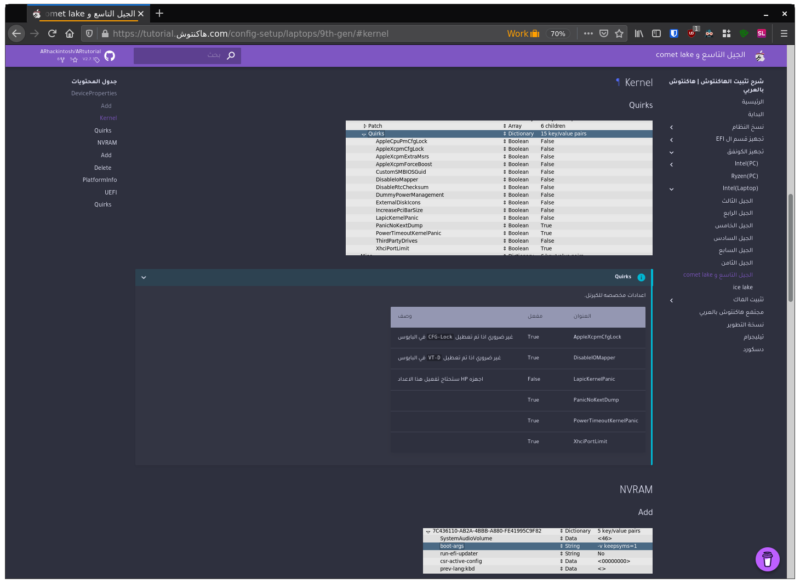 الجيل التاسع و comet lake
https://tutorial.هاكنتوش.com/config-setup/laptops/9th-gen/#kernel
Work
70%
الجيل التاسع و comet lake
بحث
شرح تثبيت الهاكنتوش | هاكنتوش بالعربي
الرئيسية
البداية
نسخ النظام
تجهيز قسم ال EFI
تجهيز الكونفق
Intel(PC)
Ryzen(PC)
Intel(Laptop)
الجيل الثالث
الجيل الرابع
الجيل الخامس
الجيل السادس
الجيل السابع
الجيل الثامن
الجيل التاسع و comet lake
ice lake
تثبيت الماك
مجتمع هاكنتوش بالعربي
نسخة التطوير
تيليجرام
ديسكورد
Kernel ¶
Quirks
Patch Array 6 children
Quirks Dictionary 15 key/value pairs
AppleCpuPmCfgLock Boolean False
AppleXcpmCfgLock Boolean False
AppleXcpmExtraMsrs Boolean False
AppleXcpmForceBoost Boolean False
CustomSMBIOSGuid Boolean False
DisableIoMapper Boolean False
DisableRtcChecksum Boolean False
DummyPowerManagement Boolean False
ExternalDiskIcons Boolean False
IncreasePciBarSize Boolean False
LapicKernelPanic Boolean False
PanicNoKextDump Boolean True
PowerTimeoutKernelPanic Boolean True
ThirdPartyDrives Boolean False
XhciPortLimit Boolean True
Quirks
اعدادات مخصصه للكيرنل.
العنوان مفعل وصف
AppleXcpmCfgLock True غير ضروري اذا تم تعطيل CFG-Lock في البايوس
DisableIOMapper True غير ضروري اذا تم تعطيل VT-D في البايوس
LapicKernelPanic False اجهزه HP ستحتاج تفعيل هذا الاعداد
PanicNoKextDump True
PowerTimeoutKernelPanic True
XhciPortLimit True
NVRAM
Add
7C436110-AB2A-4BBB-A880-FE41995C9F82 Dictionary 5 key/value pairs
SystemAudioVolume Data <46>
boot-args String -v keepsyms=1
run-efi-updater String No
csr-active-config Data <00000000>
prev-lang:kbd Data <>
جدول المحتويات
DeviceProperties
Add
Kernel
Quirks
NVRAM
Add
Delete
PlatformInfo
UEFI
Quirks